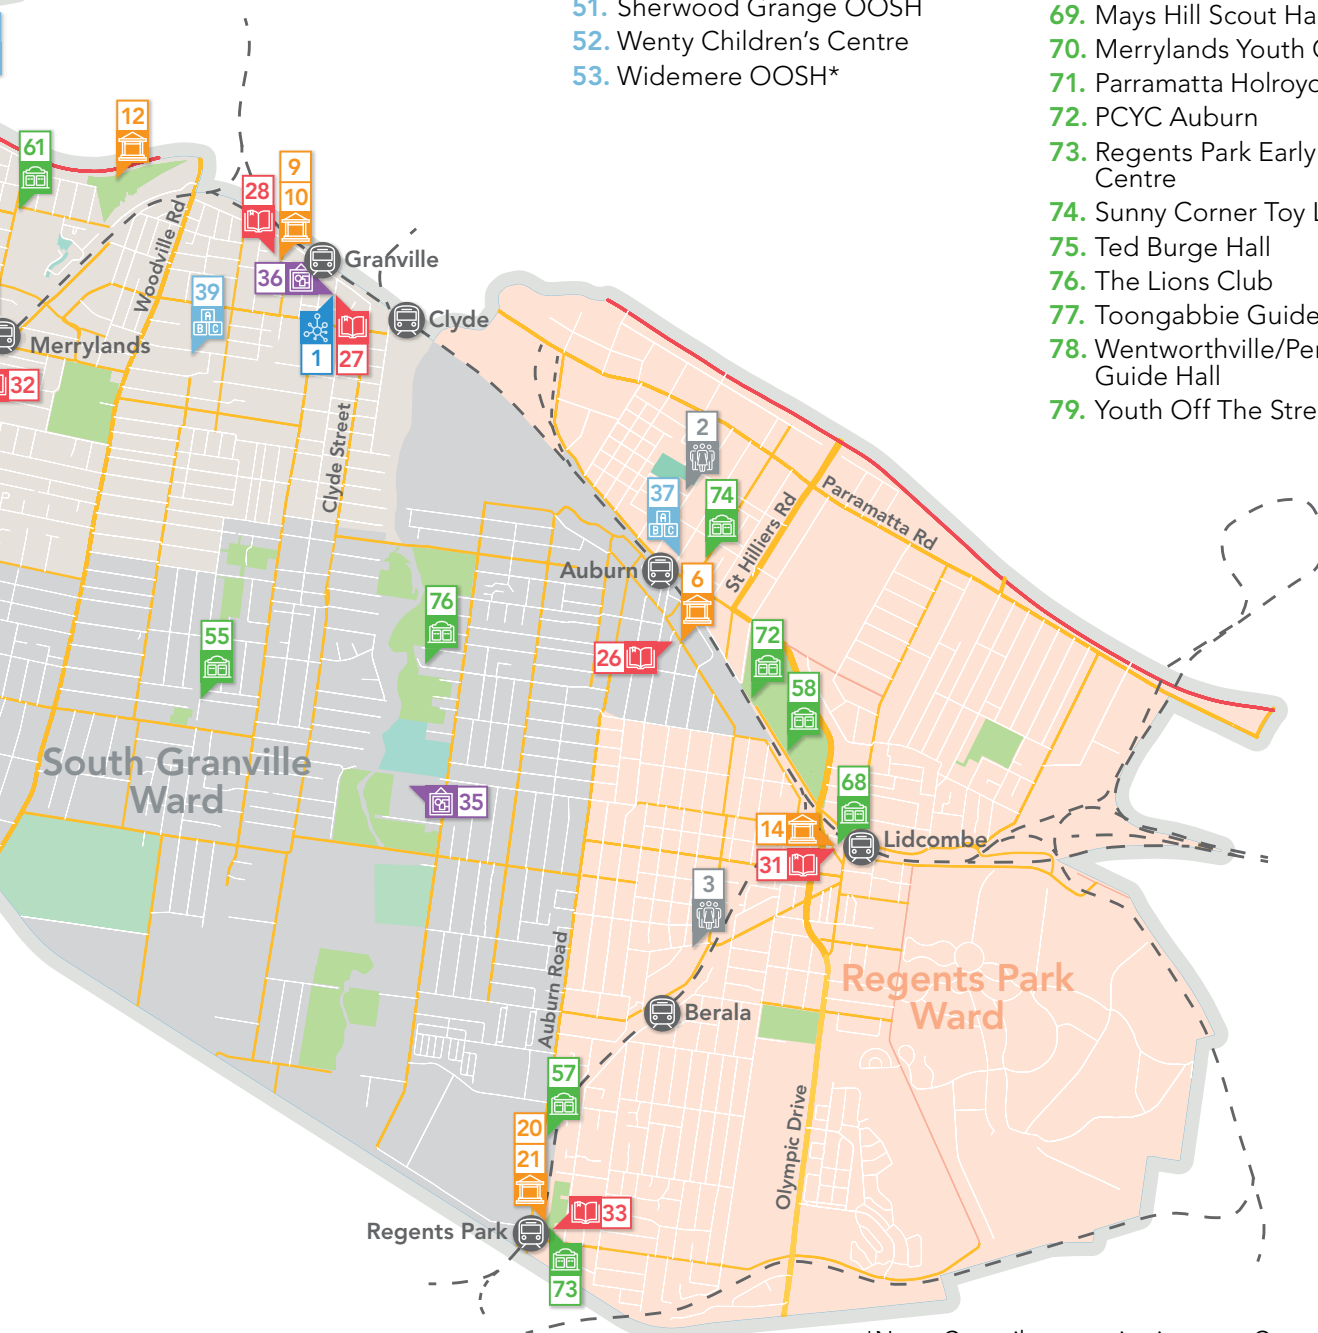 51. Sherwood Grange OOSH
52. Wenty Children's Centre
53. Widemere OOSH*
69. Mays Hill Scout
70. Merrylands Youth
71. Parramatta
72. PCYC Auburn
73. Regents Park Early
Centre
74. Sunny Corner Toy
75. Ted Burge Hall
76. The Lions Club
77. Toongabbie Guide
78.
Guide Hall
79. Youth Off The
12
61
9
10
28
Woodville Rd
Granville
36
39
A
B C
Clyde
Merrylands
1
27
32
Clyde Street
2
Parramatta Rd
37
A
B C
74
St Hilliers Rd
Auburn
6
76
55
72
26
58
South Granville
Ward
68
35
14
Lidcombe
31
3
Auburn Road
Regents Park
Ward
Berala
57
Olympic Drive
20
21
33
Regents Park
73